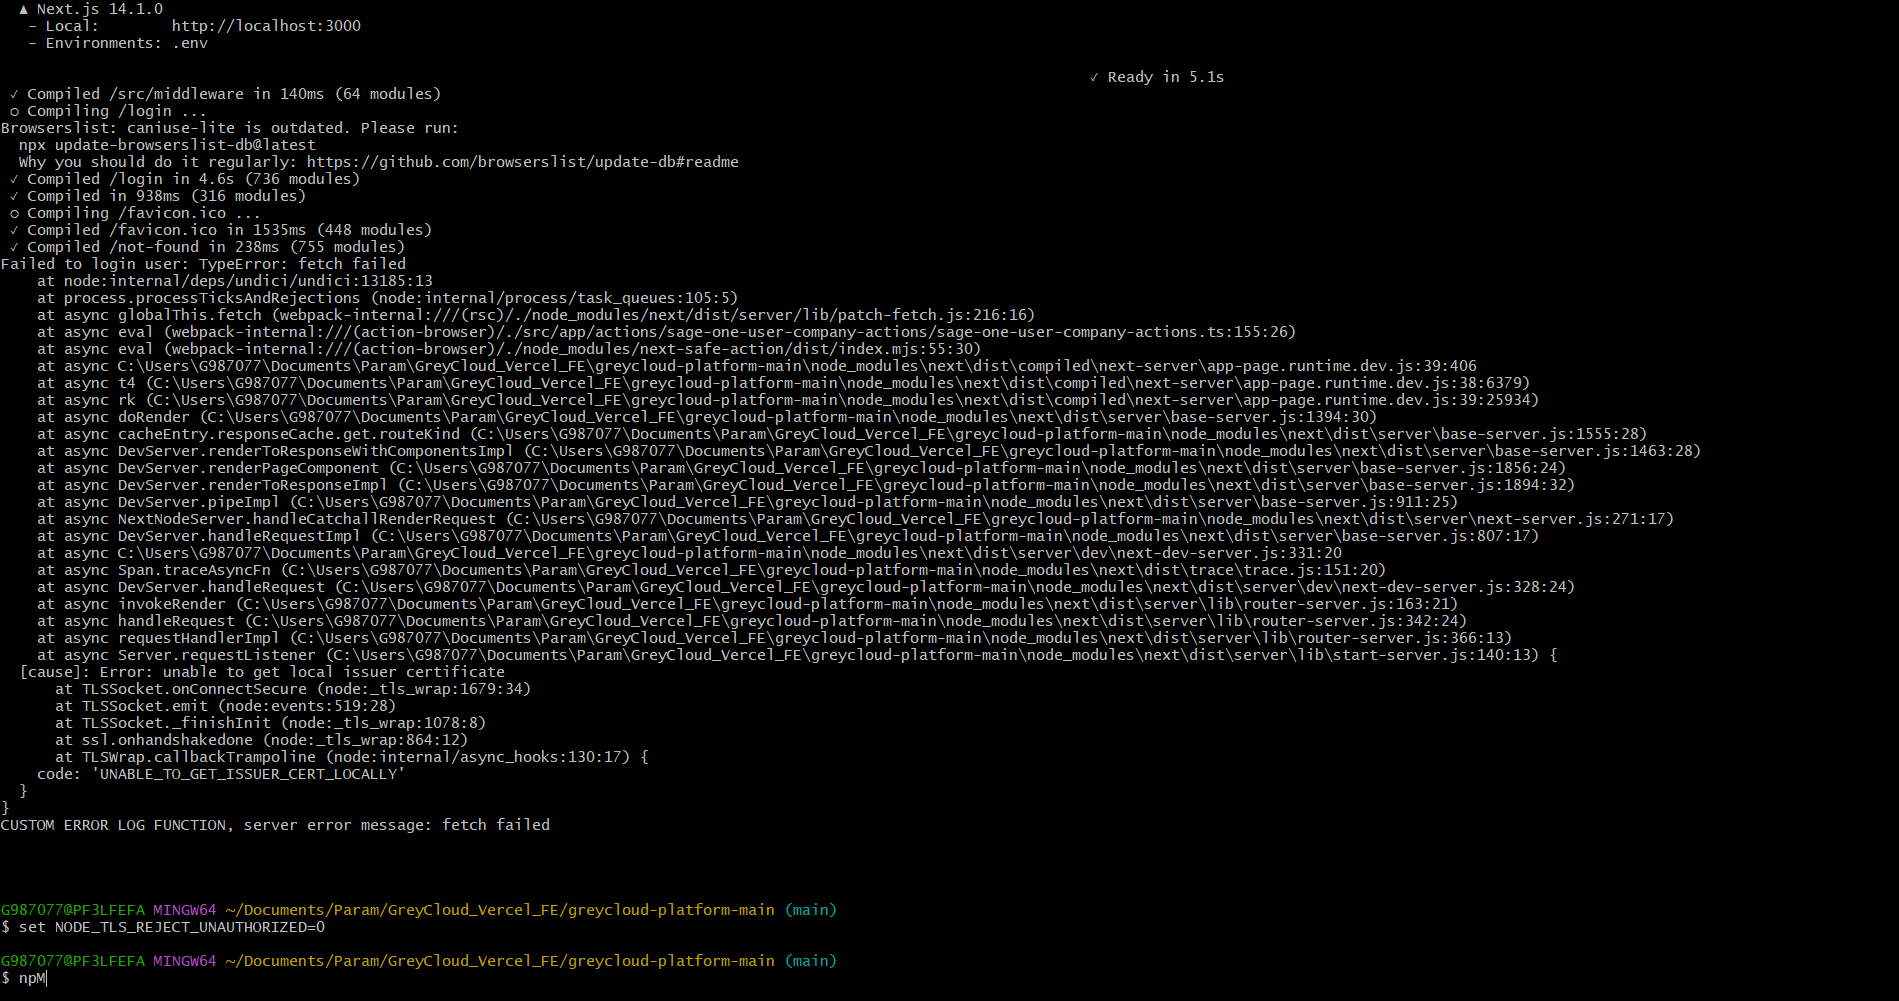 ▲ Next.js 14.1.0
- Local:        http://localhost:3000
- Environments: .env
✓ Ready in 5.1s
✓ Compiled /src/middleware in 140ms (64 modules)
○ Compiling /login ...
Browserslist: caniuse-lite is outdated. Please run:
npx update-browserslist-db@latest
Why you should do it regularly: https://github.com/browserslist/update-db#readme
✓ Compiled /login in 4.6s (736 modules)
✓ Compiled in 938ms (316 modules)
○ Compiling /favicon.ico ...
✓ Compiled /favicon.ico in 1535ms (448 modules)
✓ Compiled /not-found in 238ms (755 modules)
Failed to login user: TypeError: fetch failed
at node:internal/deps/undici/undici:13185:13
at process.processTicksAndRejections (node:internal/process/task_queues:105:5)
at async globalThis.fetch (webpack-internal:///(rsc)/./node_modules/next/dist/server/lib/patch-fetch.js:216:16)
at async eval (webpack-internal:///(action-browser)/./src/app/actions/sage-one-user-company-actions/sage-one-user-company-actions.ts:155:26)
at async eval (webpack-internal:///(action-browser)/./node_modules/next-safe-action/dist/index.mjs:55:30)
at async C:\Users\G987077\Documents\Param\GreyCloud_Vercel_FE\greycloud-platform-main\node_modules\next\dist\compiled\next-server\app-page.runtime.dev.js:39:406
at async t4 (C:\Users\G987077\Documents\Param\GreyCloud_Vercel_FE\greycloud-platform-main\node_modules\next\dist\compiled\next-server\app-page.runtime.dev.js:38:6379)
at async rk (C:\Users\G987077\Documents\Param\GreyCloud_Vercel_FE\greycloud-platform-main\node_modules\next\dist\compiled\next-server\app-page.runtime.dev.js:39:25934)
at async doRender (C:\Users\G987077\Documents\Param\GreyCloud_Vercel_FE\greycloud-platform-main\node_modules\next\dist\server\base-server.js:1394:30)
at async cacheEntry.responseCache.get.routeKind (C:\Users\G987077\Documents\Param\GreyCloud_Vercel_FE\greycloud-platform-main\node_modules\next\dist\server\base-server.js:1555:28)
at async DevServer.renderToResponseWithComponentsImpl (C:\Users\G987077\Documents\Param\GreyCloud_Vercel_FE\greycloud-platform-main\node_modules\next\dist\server\base-server.js:1463:28)
at async DevServer.renderPageComponent (C:\Users\G987077\Documents\Param\GreyCloud_Vercel_FE\greycloud-platform-main\node_modules\next\dist\server\base-server.js:1856:24)
at async DevServer.renderToResponseImpl (C:\Users\G987077\Documents\Param\GreyCloud_Vercel_FE\greycloud-platform-main\node_modules\next\dist\server\base-server.js:1894:32)
at async DevServer.pipeImpl (C:\Users\G987077\Documents\Param\GreyCloud_Vercel_FE\greycloud-platform-main\node_modules\next\dist\server\base-server.js:911:25)
at async NextNodeServer.handleCatchallRenderRequest (C:\Users\G987077\Documents\Param\GreyCloud_Vercel_FE\greycloud-platform-main\node_modules\next\dist\server\next-server.js:271:17)
at async DevServer.handleRequestImpl (C:\Users\G987077\Documents\Param\GreyCloud_Vercel_FE\greycloud-platform-main\node_modules\next\dist\server\base-server.js:807:17)
at async C:\Users\G987077\Documents\Param\GreyCloud_Vercel_FE\greycloud-platform-main\node_modules\next\dist\server\dev\next-dev-server.js:331:20
at async Span.traceAsyncFn (C:\Users\G987077\Documents\Param\GreyCloud_Vercel_FE\greycloud-platform-main\node_modules\next\dist\trace\trace.js:151:20)
at async DevServer.handleRequest (C:\Users\G987077\Documents\Param\GreyCloud_Vercel_FE\greycloud-platform-main\node_modules\next\dist\server\dev\next-dev-server.js:328:24)
at async invokeRender (C:\Users\G987077\Documents\Param\GreyCloud_Vercel_FE\greycloud-platform-main\node_modules\next\dist\server\lib\router-server.js:163:21)
at async handleRequest (C:\Users\G987077\Documents\Param\GreyCloud_Vercel_FE\greycloud-platform-main\node_modules\next\dist\server\lib\router-server.js:342:24)
at async requestHandlerImpl (C:\Users\G987077\Documents\Param\GreyCloud_Vercel_FE\greycloud-platform-main\node_modules\next\dist\server\lib\router-server.js:366:13)
at async Server.requestListener (C:\Users\G987077\Documents\Param\GreyCloud_Vercel_FE\greycloud-platform-main\node_modules\next\dist\server\lib\start-server.js:140:13) {
[cause]: Error: unable to get local issuer certificate
at TLSSocket.onConnectSecure (node:_tls_wrap:1679:34)
at TLSSocket.emit (node:events:519:28)
at TLSSocket._finishInit (node:_tls_wrap:1078:8)
at ssl.onhandshakedone (node:_tls_wrap:864:12)
at TLSWrap.callbackTrampoline (node:internal/async_hooks:130:17) {
code: 'UNABLE_TO_GET_ISSUER_CERT_LOCALLY'
}
}
CUSTOM ERROR LOG FUNCTION, server error message: fetch failed
G987077@PF3LFEFA MINGW64 ~/Documents/Param/GreyCloud_Vercel_FE/greycloud-platform-main (main)
$ set NODE_TLS_REJECT_UNAUTHORIZED=0
G987077@PF3LFEFA MINGW64 ~/Documents/Param/GreyCloud_Vercel_FE/greycloud-platform-main (main)
$ npM